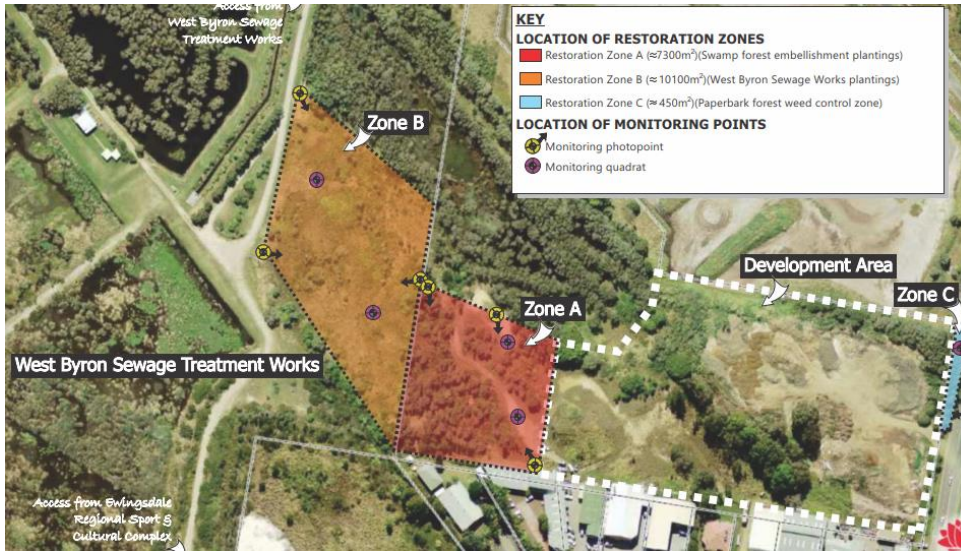 Access from
West Byron Sewage
Treatment Works
KEY
LOCATION OF RESTORATION ZONES
Restoration Zone A (≈7300m²)(Swamp forest embellishment plantings)
Restoration Zone B (≈10100m²)(West Byron Sewage Works plantings)
Restoration Zone C (≈450m²)(Paperbark forest weed control zone)
LOCATION OF MONITORING POINTS
Monitoring photopoint
Monitoring quadrat
Zone B
Development Area
Zone C
Zone A
West Byron Sewage Treatment Works
Access from Ewingsdale
Regional Sport &
Cultural Complex